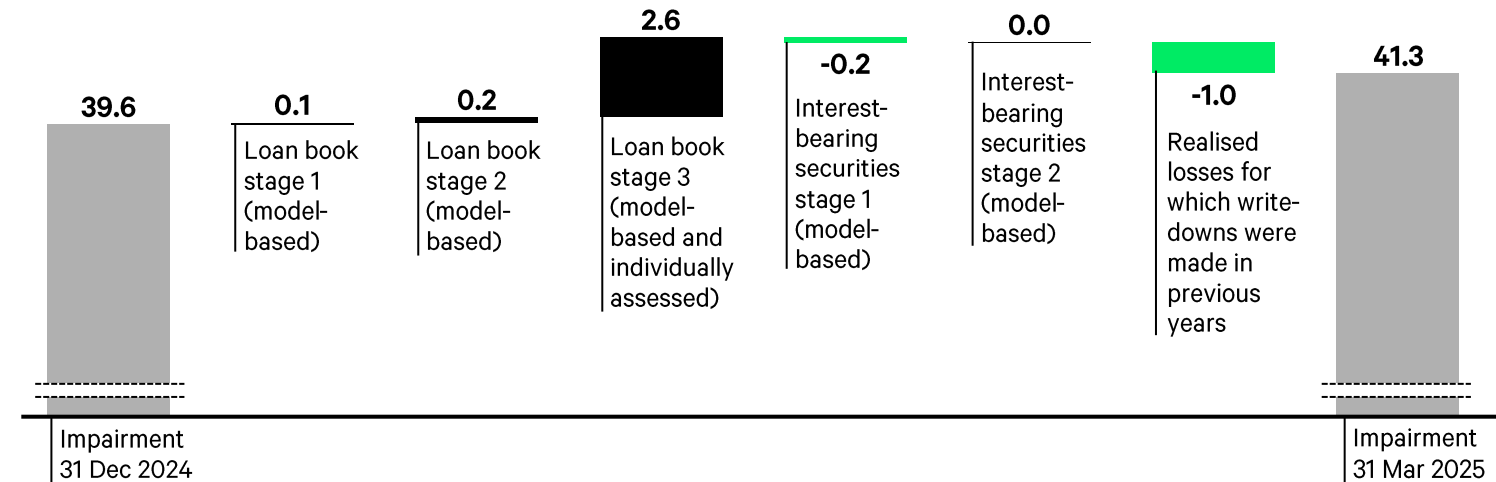 39.6
Impairment
31 Dec 2024
0.1
Loan book
stage 1
(model-
based)
0.2
Loan book
stage 2
(model-
based)
2.6
Loan book
stage 3
(model-
based and
individually
assessed)
-0.2
Interest-
bearing
securities
stage 1
(model-
based)
0.0
Interest-
bearing
securities
stage 2
(model-
based)
-1.0
Realised
losses for
which write-
downs were
made in
previous
years
41.3
Impairment
31 Mar 2025